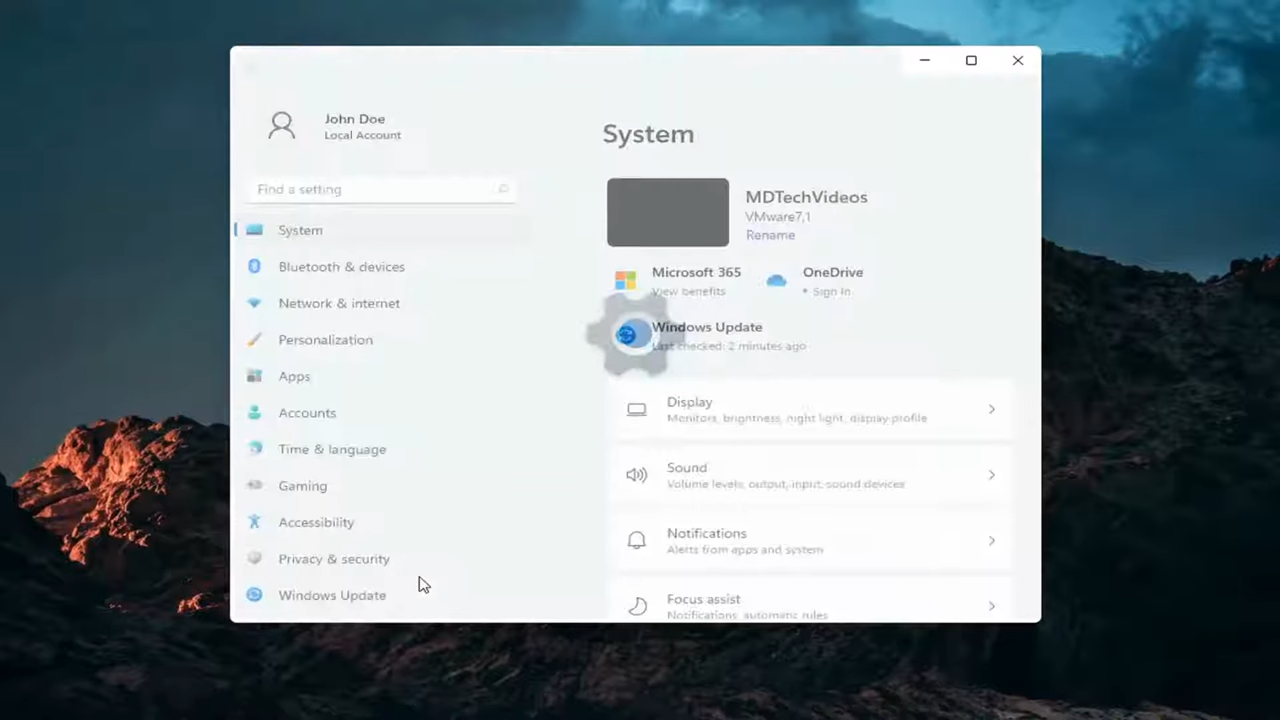 John Doe
Local Account
Find a setting
System
Bluetooth & devices
Network & internet
Personalization
Apps
Accounts
Time & language
Gaming
Accessibility
Privacy & security
Windows Update
System
MDTechVideos
VMware7,1
Rename
Microsoft 365
View benefits
OneDrive
• Sign In
Windows Update
Last checked: 2 minutes ago
Display
Monitors, brightness, night light, display profile
Sound
Volume levels, output, input, sound devices
Notifications
Alerts from apps and system
Focus assist
Notifications, automatic rules